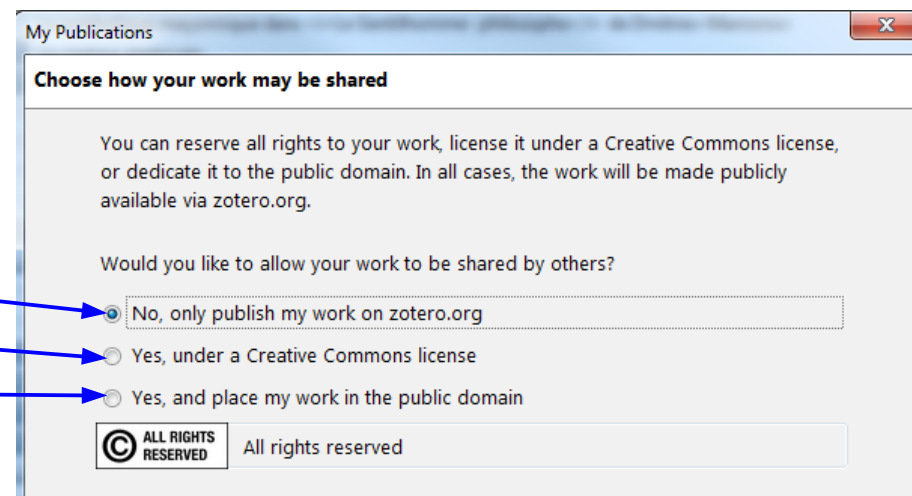 My Publications
Choose how your work may be shared
You can reserve all rights to your work, license it under a Creative Commons license,
or dedicate it to the public domain. In all cases, the work will be made publicly
available via zotero.org.
Would you like to allow your work to be shared by others?
No, only publish my work on zotero.org
Yes, under a Creative Commons license
Yes, and place my work in the public domain
© ALL RIGHTS
RESERVED
All rights reserved